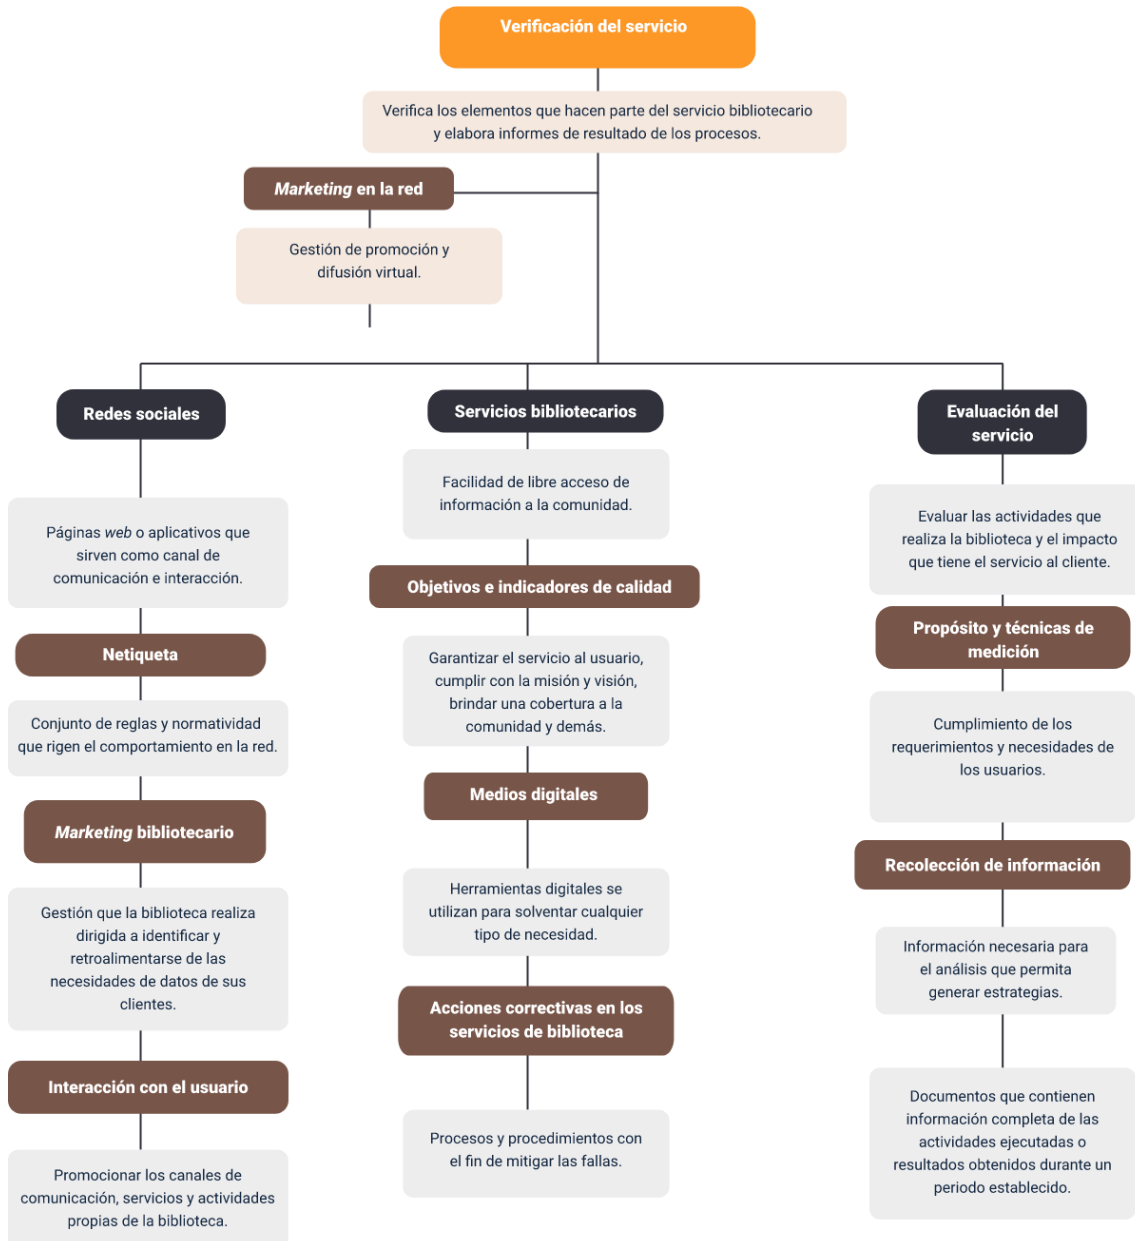 Verificación del servicio
Verifica los elementos que hacen parte del servicio bibliotecario
y elabora informes de resultado de los procesos.
Marketing en la red
Gestión de promoción y
difusión virtual.
Redes sociales
Páginas web o aplicativos que
sirven como canal de
comunicación e interacción.
Netiqueta
Conjunto de reglas y normatividad
que rigen el comportamiento en la red.
Marketing bibliotecario
Gestión que la biblioteca realiza
dirigida a identificar y
retroalimentarse de las
necesidades de datos de sus
clientes.
Interacción con el usuario
Promocionar los canales de
comunicación, servicios y actividades
propias de la biblioteca.
Servicios bibliotecarios
Facilidad de libre acceso de
información a la comunidad.
Objetivos e indicadores de calidad
Garantizar el servicio al usuario,
cumplir con la misión y visión,
brindar una cobertura a la
comunidad y demás.
Medios digitales
Herramientas digitales se
utilizan para solventar cualquier
tipo de necesidad.
Acciones correctivas en los
servicios de biblioteca
Procesos y procedimientos con
el fin de mitigar las fallas.
Evaluación del
servicio
Evaluar las actividades que
realiza la biblioteca y el impacto
que tiene el servicio al cliente.
Propósito y técnicas de
medición
Cumplimiento de los
requerimientos y necesidades de
los usuarios.
Recolección de información
Información necesaria para
el análisis que permita
generar estrategias.
Documentos que contienen
información completa de las
actividades ejecutadas o
resultados obtenidos durante un
periodo establecido.